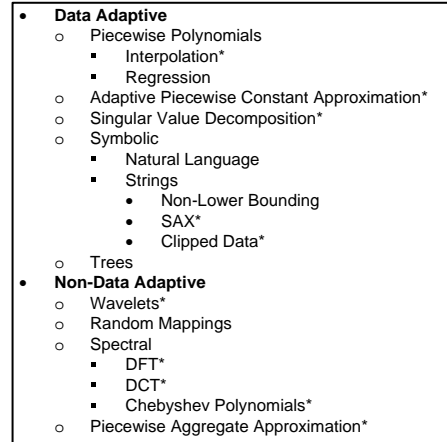 • Data Adaptive
o Piecewise Polynomials
▪ Interpolation*
▪ Regression
o Adaptive Piecewise Constant Approximation*
o Singular Value Decomposition*
o Symbolic
▪ Natural Language
▪ Strings
• Non-Lower Bounding
• SAX*
• Clipped Data*
o Trees
• Non-Data Adaptive
o Wavelets*
o Random Mappings
o Spectral
▪ DFT*
▪ DCT*
▪ Chebyshev Polynomials*
o Piecewise Aggregate Approximation*